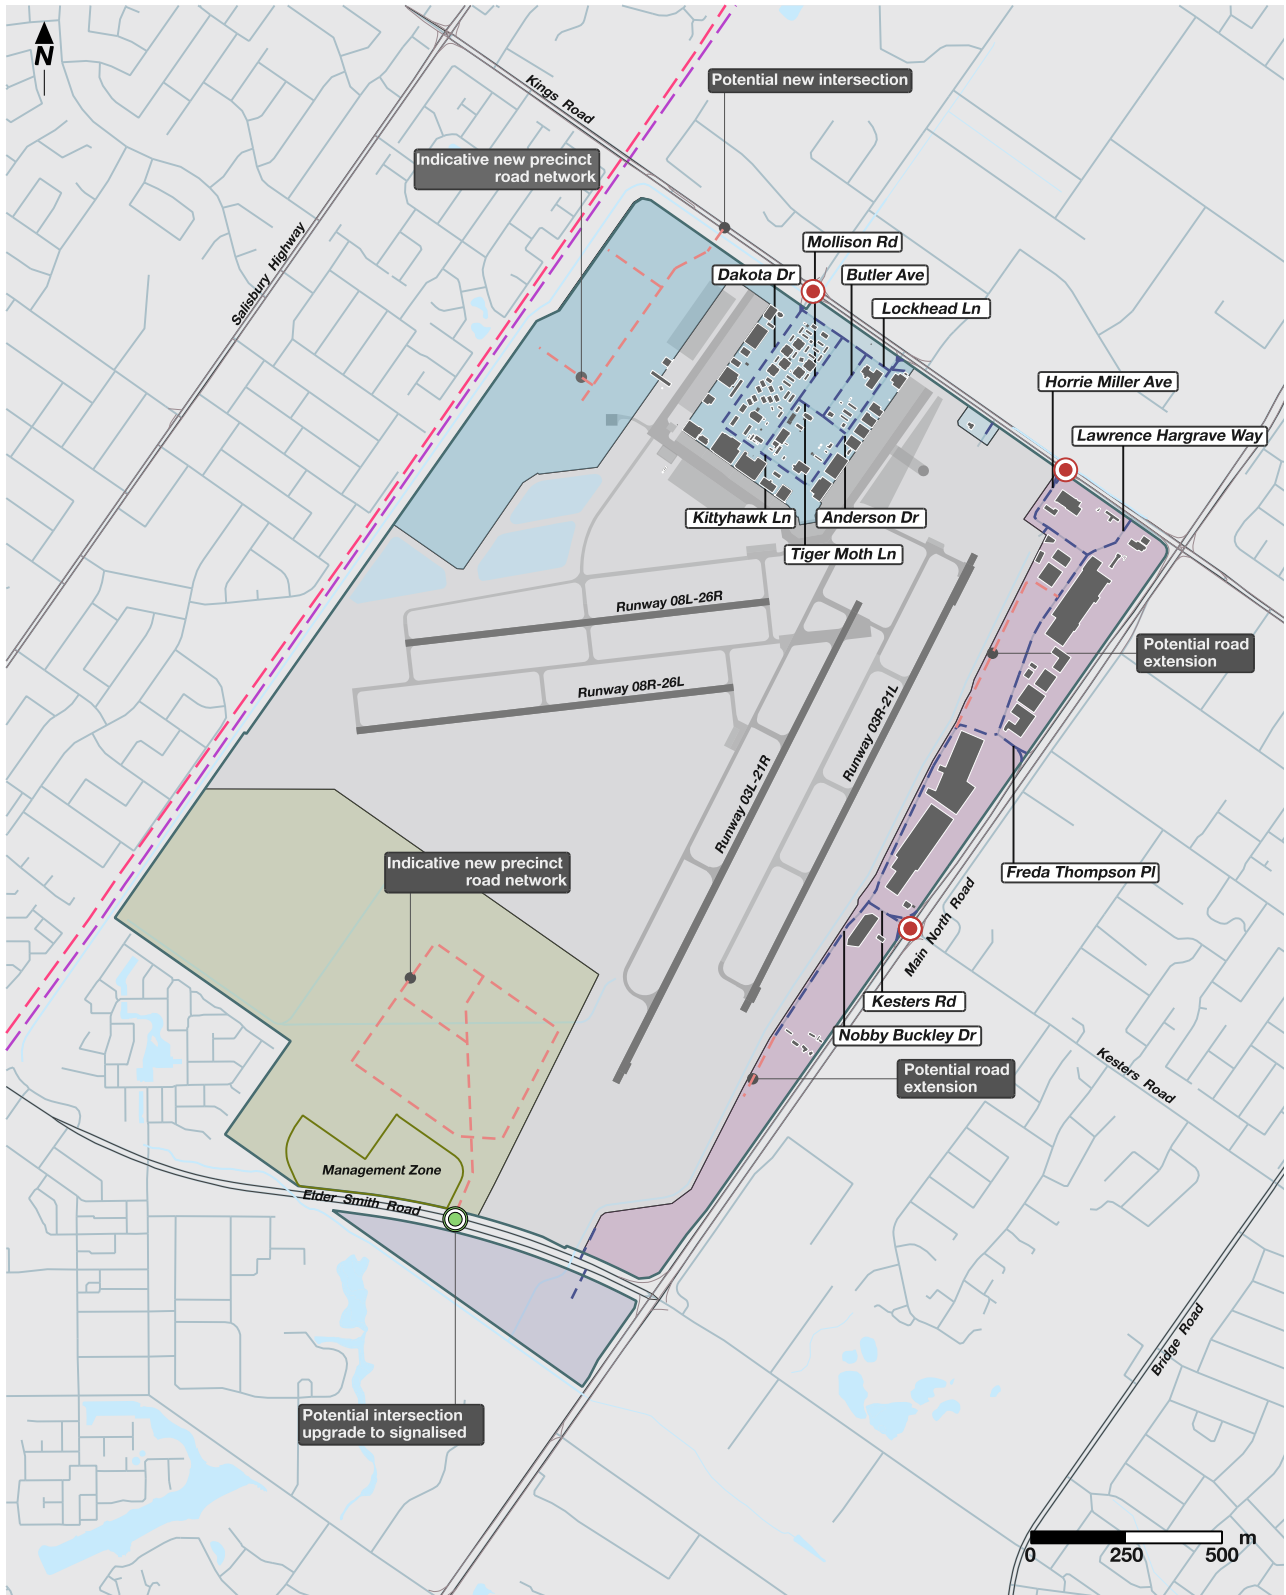 N
Potential new intersection
Kings Road
Indicative new precinct
road network
Salisbury Highway
Mollison Rd
Dakota Dr
Butler Ave
Lockhead Ln
Horrie Miller Ave
Lawrence Hargrave Way
Kittyhawk Ln
Anderson Dr
Tiger Moth Ln
Runway 08L-26R
Runway 08R-26L
Runway 03L-21R
Runway 03R-21L
Potential road
extension
Indicative new precinct
road network
Freda Thompson Pl
Main North Road
Kesters Rd
Nobby Buckley Dr
Potential road
extension
Kesters Road
Management Zone
Elder Smith Road
Bridge Road
Potential intersection
upgrade to signalised
m
0 250 500